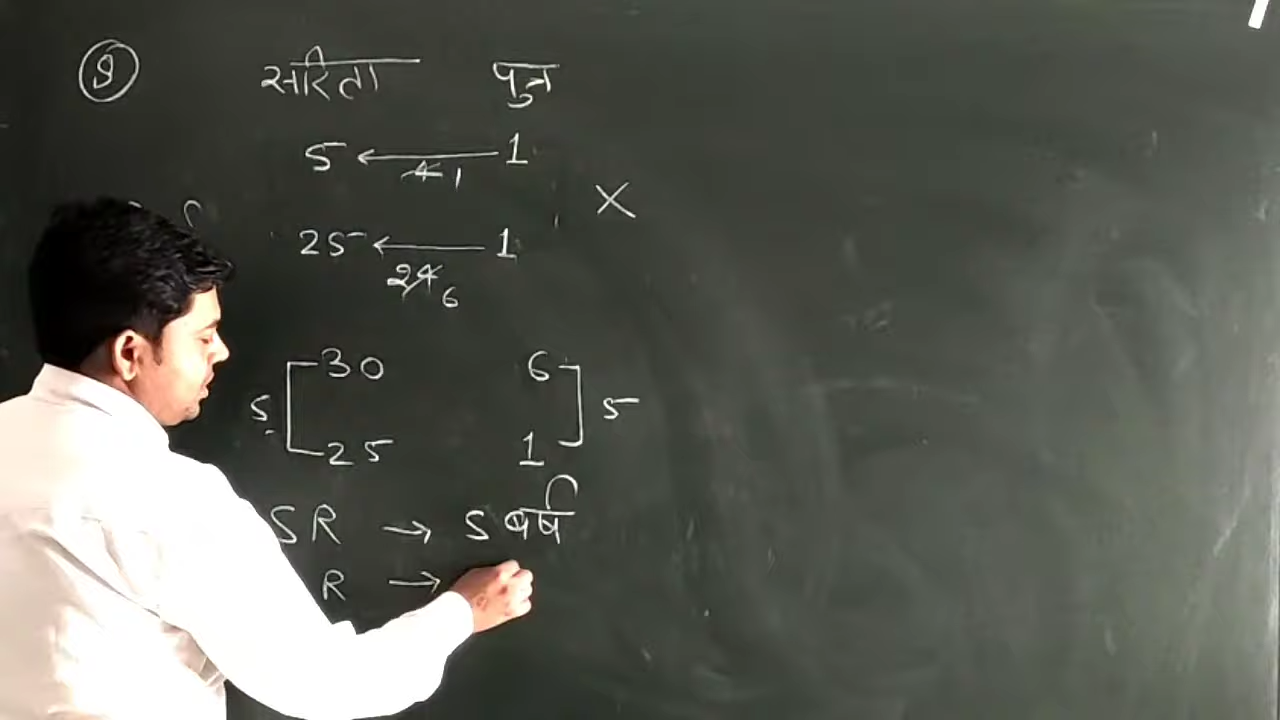 9 सरिता पुत्र
5 ← 1
4 1
×
25 ← 1
24 6
30 6
5 5
25 1
5R → 5 वर्ष
R →